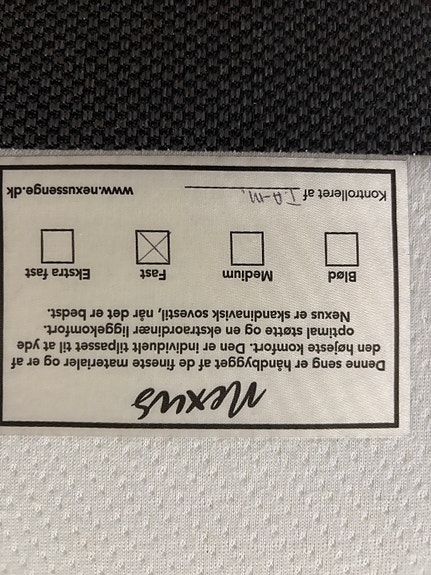 Nexus
Denne seng er håndbygget af de fineste materialer og er af
den højeste komfort. Den er individuelt tilpasset til at yde
optimal støtte og en ekstraordinær liggekomfort.
Nexus er skandinavisk sovestil, når det er bedst.
Blød Medium Fast Ekstra fast
Kontrolleret af J.A-M, www.nexussenge.dk